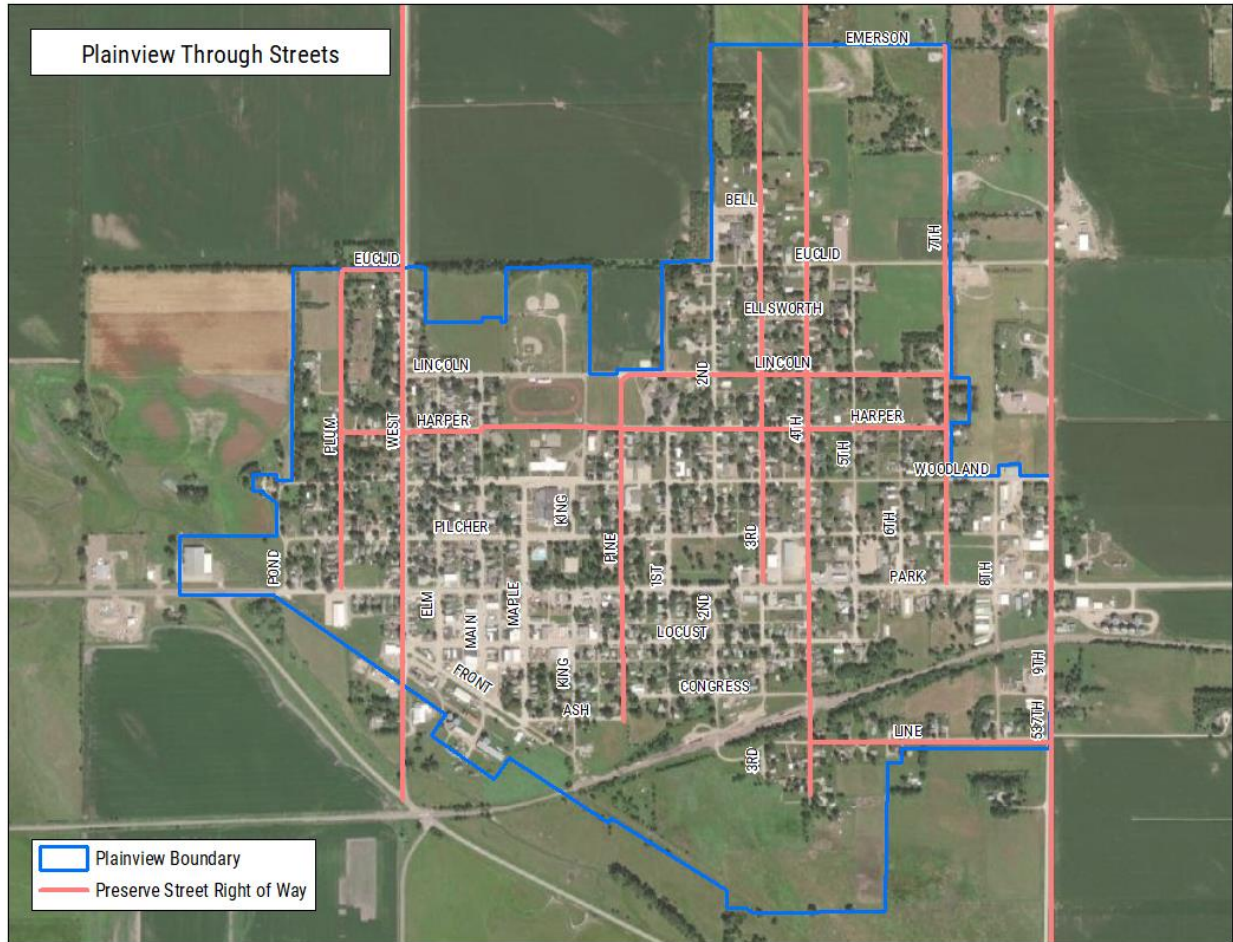 Plainview Through Streets
EMERSON
BELL
7TH
EUCLID
EUCLID
ELLSWORTH
LINCOLN
LINCOLN
2ND
PLUM
WEST
HARPER
4TH
HARPER
5TH
WOODLAND
KING
PILCHER
6TH
PINE
3RD
POND
1ST
PARK
8TH
ELM
MAPLE
2ND
MAIN
LOCUST
FRONT
KING
CONGRESS
9TH
ASH
537TH
LINE
3RD
Plainview Boundary
Preserve Street Right of Way